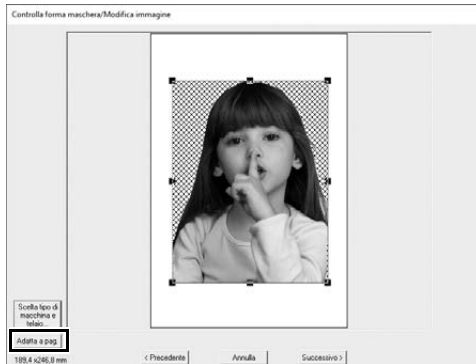 Controlla forma maschera/Modifica immagine
Scelta tipo di
macchina e
telaio...
Adatta a pag.
189,4 x246,8 mm
< Precedente
Annulla
Successivo >